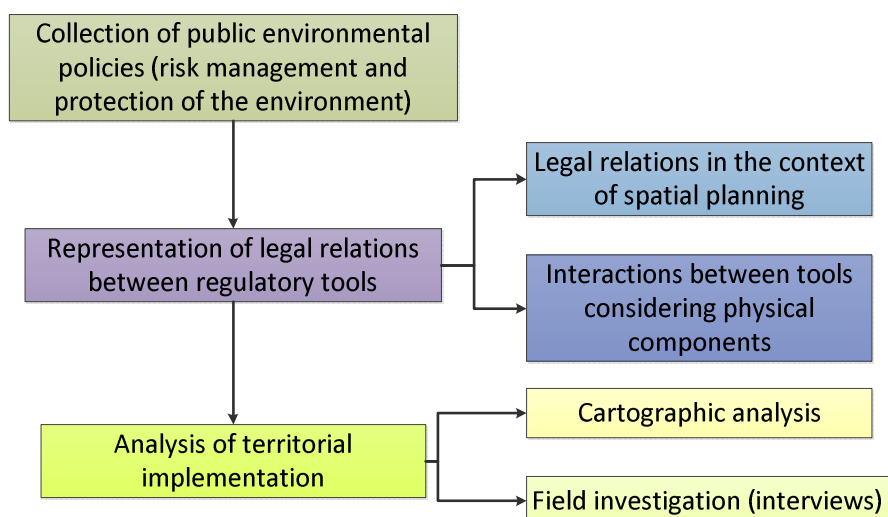 Collection of public environmental
policies (risk management and
protection of the environment)
Legal relations in the context
of spatial planning
Representation of legal relations
between regulatory tools
Interactions between tools
considering physical
components
Cartographic analysis
Analysis of territorial
implementation
Field investigation (interviews)